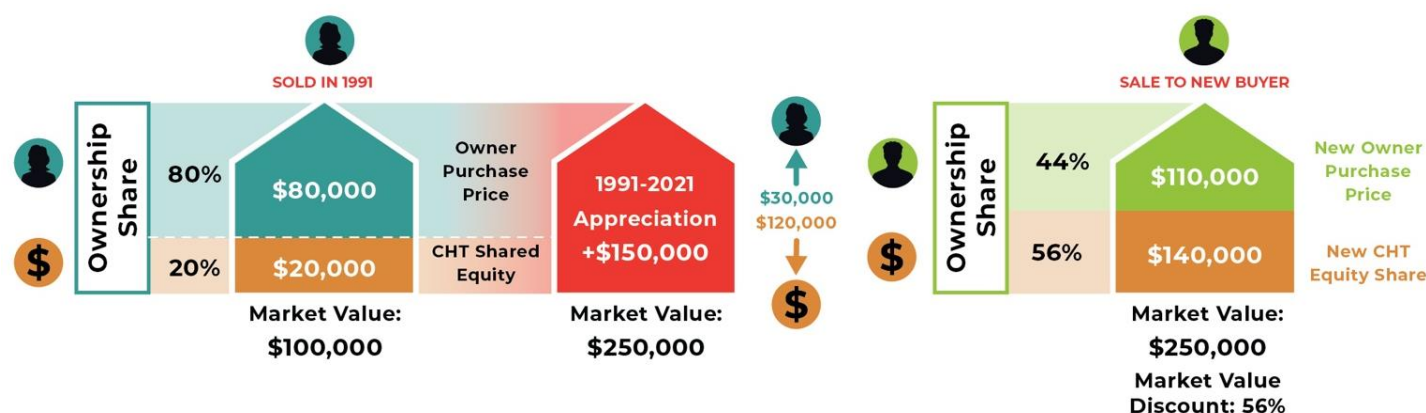 SOLD IN 1991
Ownership
Share
80%
20%
$
$80,000
$20,000
Market Value:
$100,000
Owner
Purchase
Price
CHT Shared
Equity
1991-2021
Appreciation
+$150,000
Market Value:
$250,000
$30,000
$120,000
$
SALE TO NEW BUYER
Ownership
Share
44%
56%
$
$110,000
$140,000
New Owner
Purchase
Price
New CHT
Equity Share
Market Value:
$250,000
Market Value
Discount: 56%